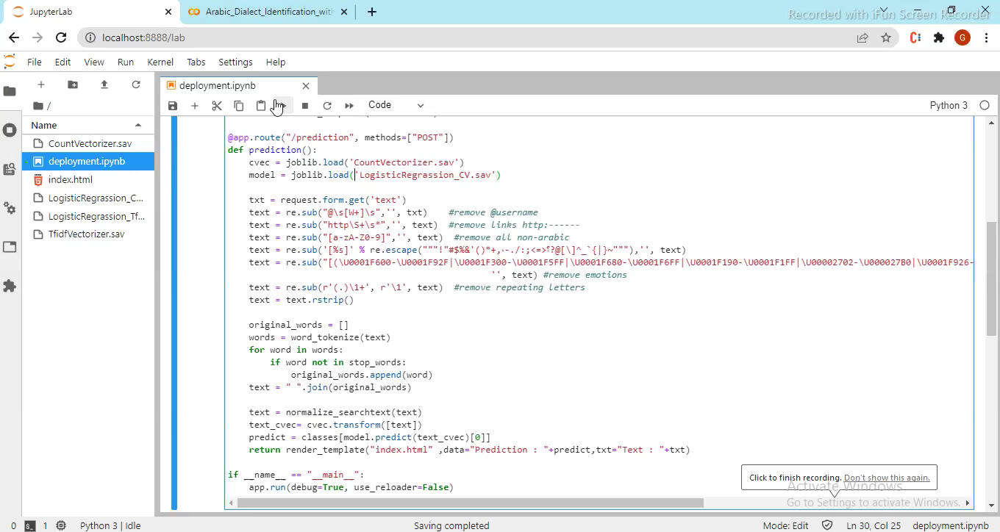 JupyterLab
Arabic_Dialect_Identification_wit
Recorded with iFun Screen Recorder
localhost:8888/lab
G
File Edit View Run Kernel Tabs Settings Help
deployment.ipynb
/
Code
Python 3
Name
CountVectorizer.sav
deployment.ipynb
index.html
LogisticRegrassion_C...
LogisticRegrassion_Tf...
TfidfVectorizer.sav
@app.route("/prediction", methods=["POST"])
def prediction():
cvec = joblib.load('CountVectorizer.sav')
model = joblib.load('LogisticRegrassion_CV.sav')
txt = request.form.get('text')
text = re.sub("@\s[W+]\s",'', txt) #remove @username
text = re.sub("http\S+\s*",'', text) #remove links http:------
text = re.sub("[a-zA-Z0-9]",'', text) #remove all non-arabic
text = re.sub('[%s]' % re.escape("""!"#$%&'()*+,،-./:;<=>؟?@[\]^_`{|}~"""),'', text)
text = re.sub("[(\U0001F600-\U0001F92F|\U0001F300-\U0001F5FF|\U0001F680-\U0001F6FF|\U0001F190-\U0001F1FF|\U00002702-\U000027B0|\U0001F926-
'', text) #remove emotions
text = re.sub(r'(.)\1+', r'\1', text) #remove repeating letters
text = text.rstrip()
original_words = []
words = word_tokenize(text)
for word in words:
if word not in stop_words:
original_words.append(word)
text = " ".join(original_words)
text = normalize_searchtext(text)
text_cvec= cvec.transform([text])
predict = classes[model.predict(text_cvec)[0]]
return render_template("index.html" ,data="Prediction : "+predict,txt="Text : "+txt)
if __name__ == "__main__":
app.run(debug=True, use_reloader=False)
Click to finish recording. Don't show this again.
Activate Windows
Go to Settings to activate Windows.
0 1 Python 3 | Idle
Saving completed
Mode: Edit
Ln 30, Col 25 deployment.ipynb